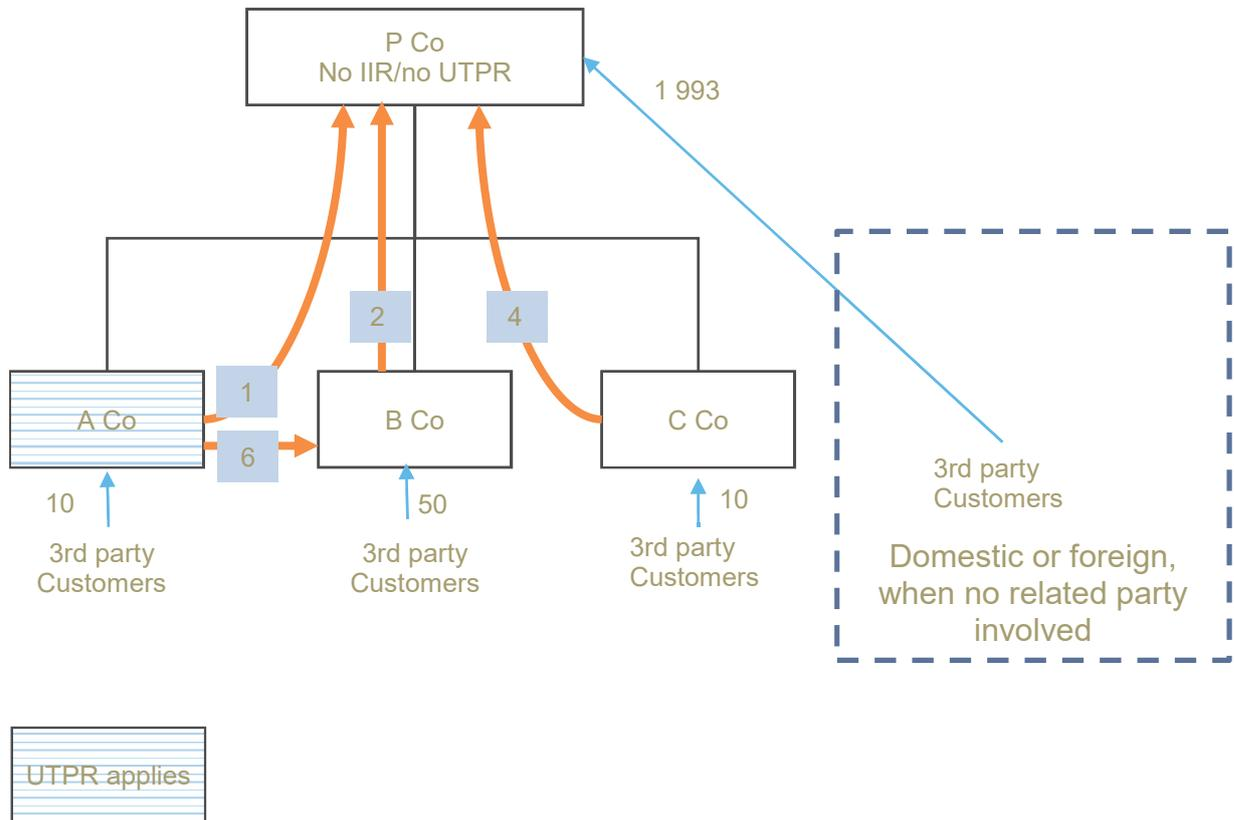 P Co
No IIR/no UTPR
1 993
2
4
1
A Co
B Co
C Co
6
10
50
10
3rd party
Customers
3rd party
Customers
3rd party
Customers
3rd party
Customers
Domestic or foreign,
when no related party
involved
UTPR applies